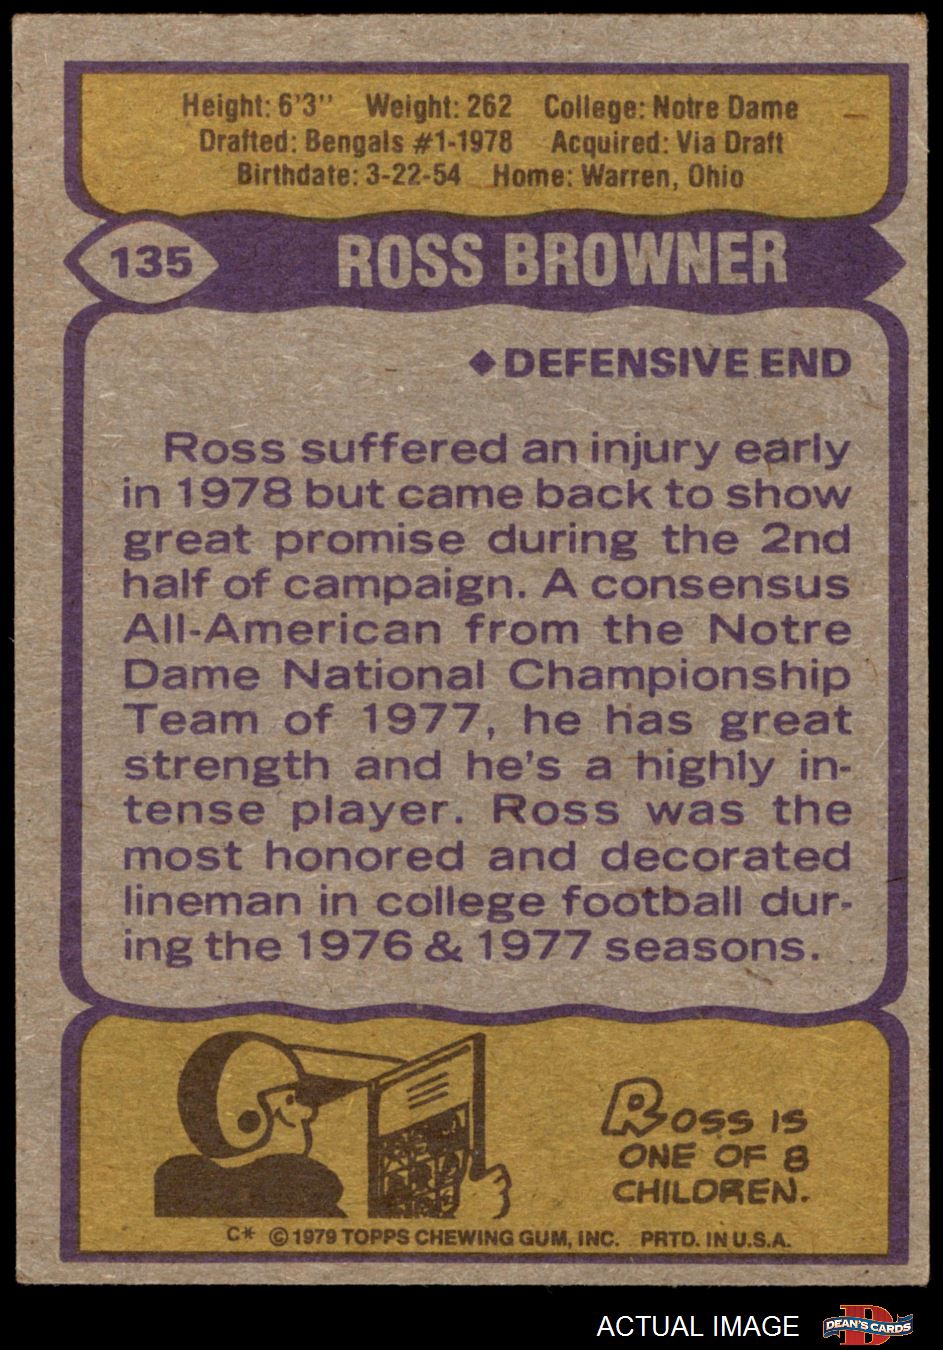 Height: 6'3" Weight: 262 College: Notre Dame
Drafted: Bengals #1-1978 Acquired: Via Draft
Birthdate: 3-22-54 Home: Warren, Ohio
135 ROSS BROWNER
◆DEFENSIVE END
Ross suffered an injury early
in 1978 but came back to show
great promise during the 2nd
half of campaign. A consensus
All-American from the Notre
Dame National Championship
Team of 1977, he has great
strength and he's a highly in-
tense player. Ross was the
most honored and decorated
lineman in college football dur-
ing the 1976 & 1977 seasons.
ROSS IS
ONE OF 8
CHILDREN.
C* © 1979 TOPPS CHEWING GUM, INC. PRTD. IN U.S.A.
ACTUAL IMAGE D DEAN'S CARDS